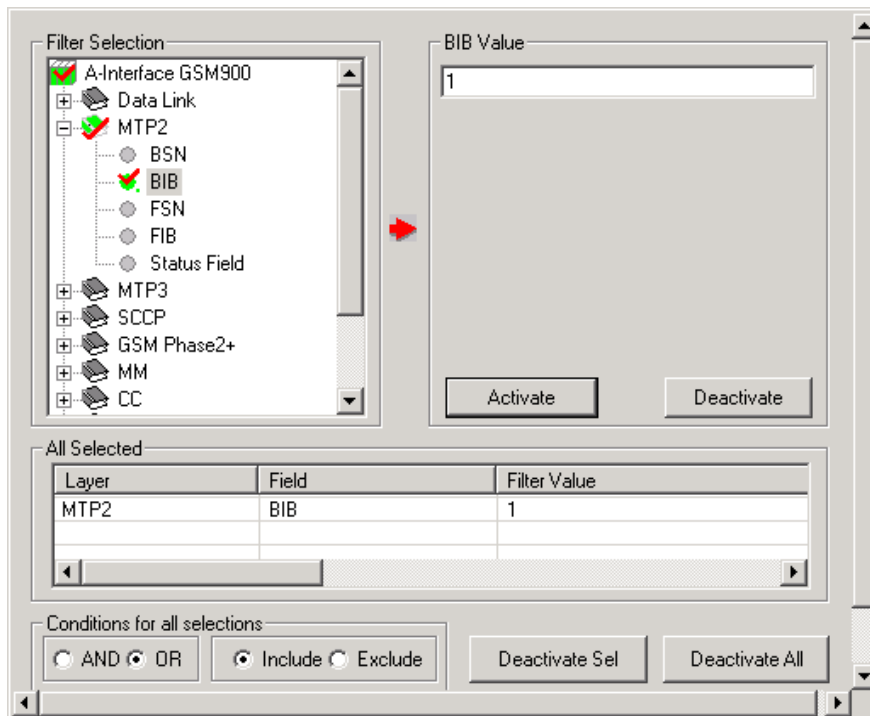 Filter Selection
A-Interface GSM900
Data Link
MTP2
BSN
BIB
FSN
FIB
Status Field
MTP3
SCCP
GSM Phase2+
MM
CC
BIB Value
1
Activate
Deactivate
All Selected
Layer Field Filter Value
MTP2 BIB 1
Conditions for all selections
AND OR
Include Exclude
Deactivate Sel
Deactivate All